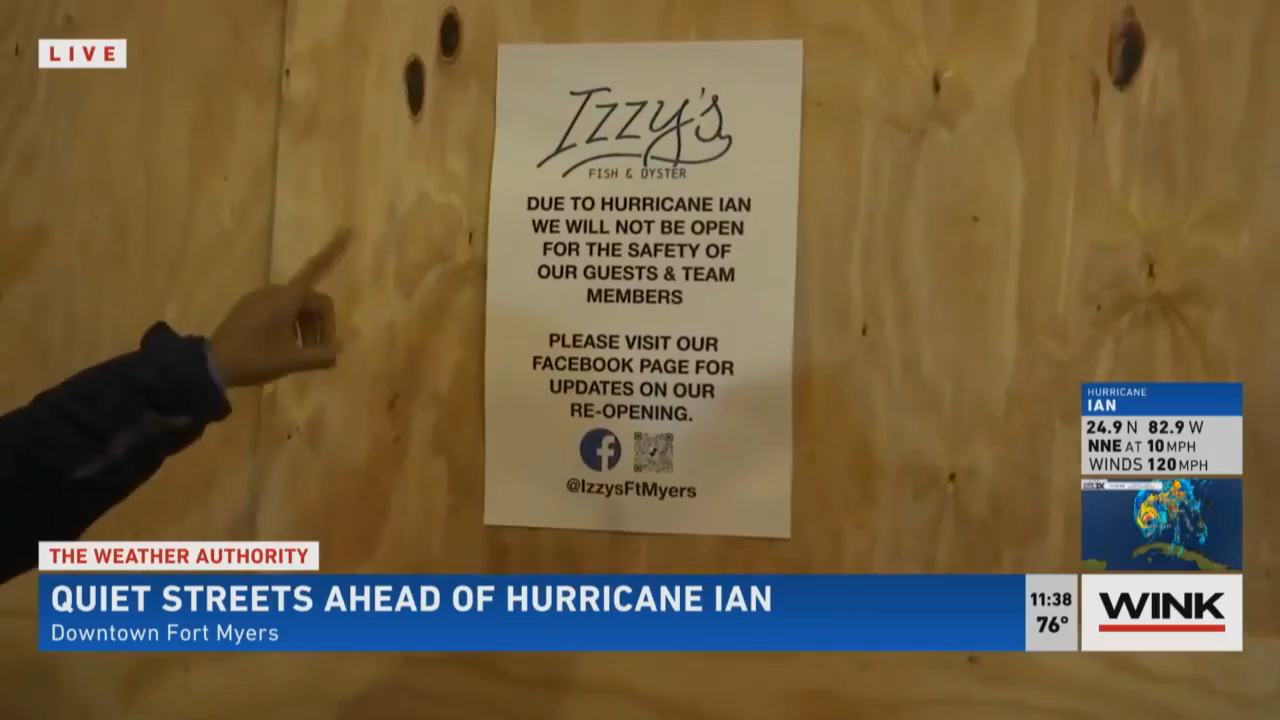 LIVE
Izzy's
FISH & OYSTER
DUE TO HURRICANE IAN
WE WILL NOT BE OPEN
FOR THE SAFETY OF
OUR GUESTS & TEAM
MEMBERS
PLEASE VISIT OUR
FACEBOOK PAGE FOR
UPDATES ON OUR
RE-OPENING.
f
@IzzysFtMyers
HURRICANE
IAN
24.9 N 82.9 W
NNE AT 10 MPH
WINDS 120 MPH
THE WEATHER AUTHORITY
QUIET STREETS AHEAD OF HURRICANE IAN
Downtown Fort Myers
11:38
76°
WINK